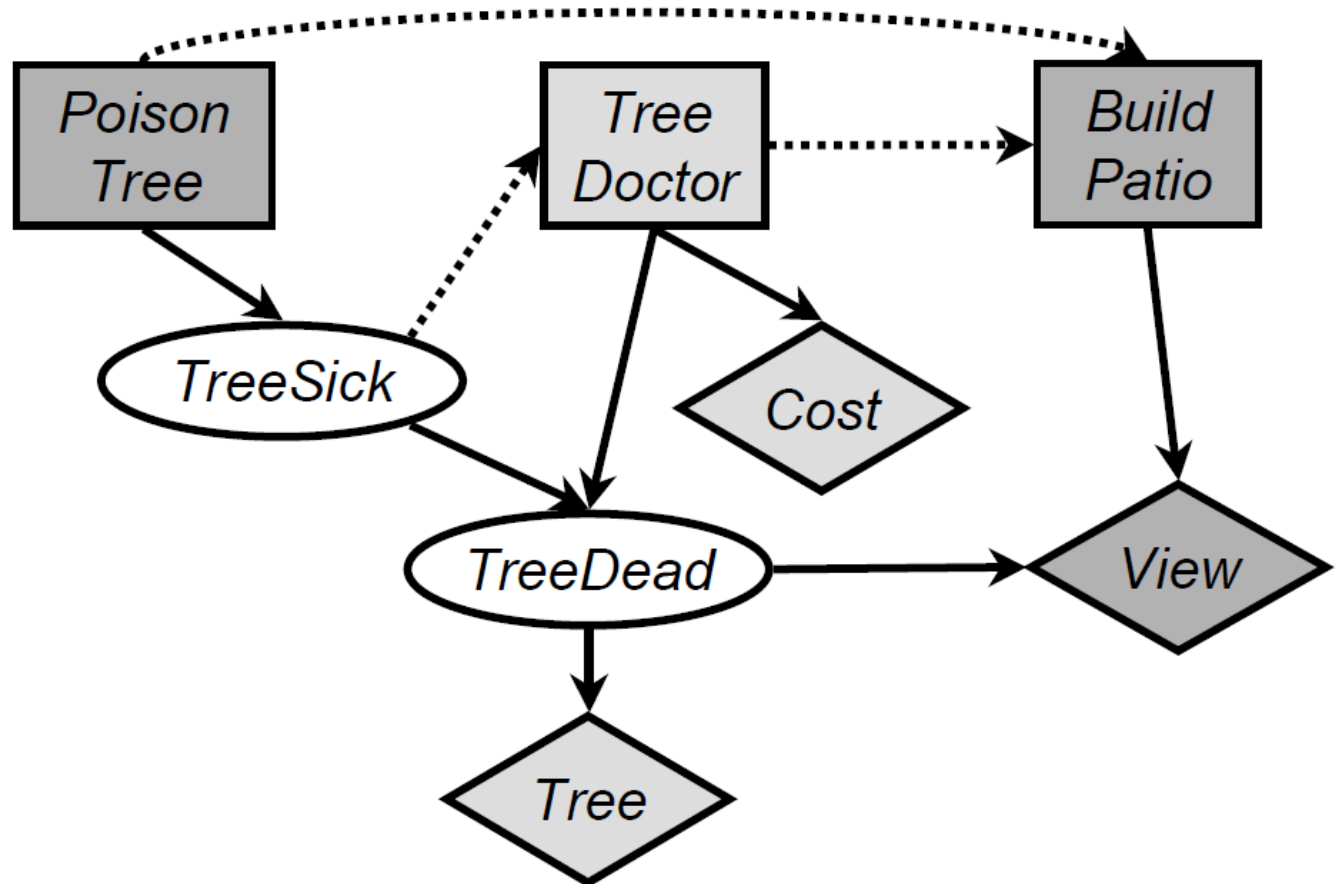 Poison
Tree
Tree
Doctor
Build
Patio
TreeSick
Cost
TreeDead
View
Tree